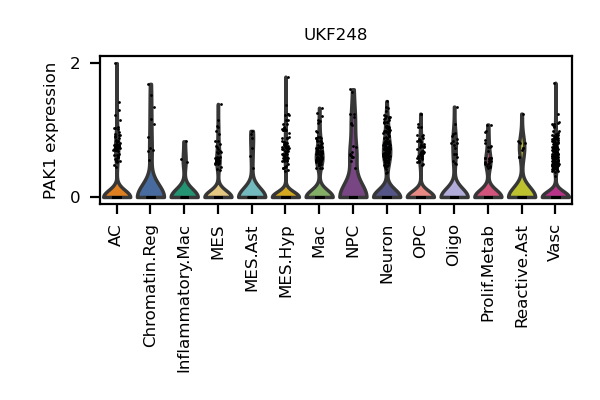 UKF248
PAK1 expression
2
0
AC
Chromatin.Reg
Inflammatory.Mac
MES
MES.Ast
MES.Hyp
Mac
NPC
Neuron
OPC
Oligo
Prolif.Metab
Reactive.Ast
Vasc